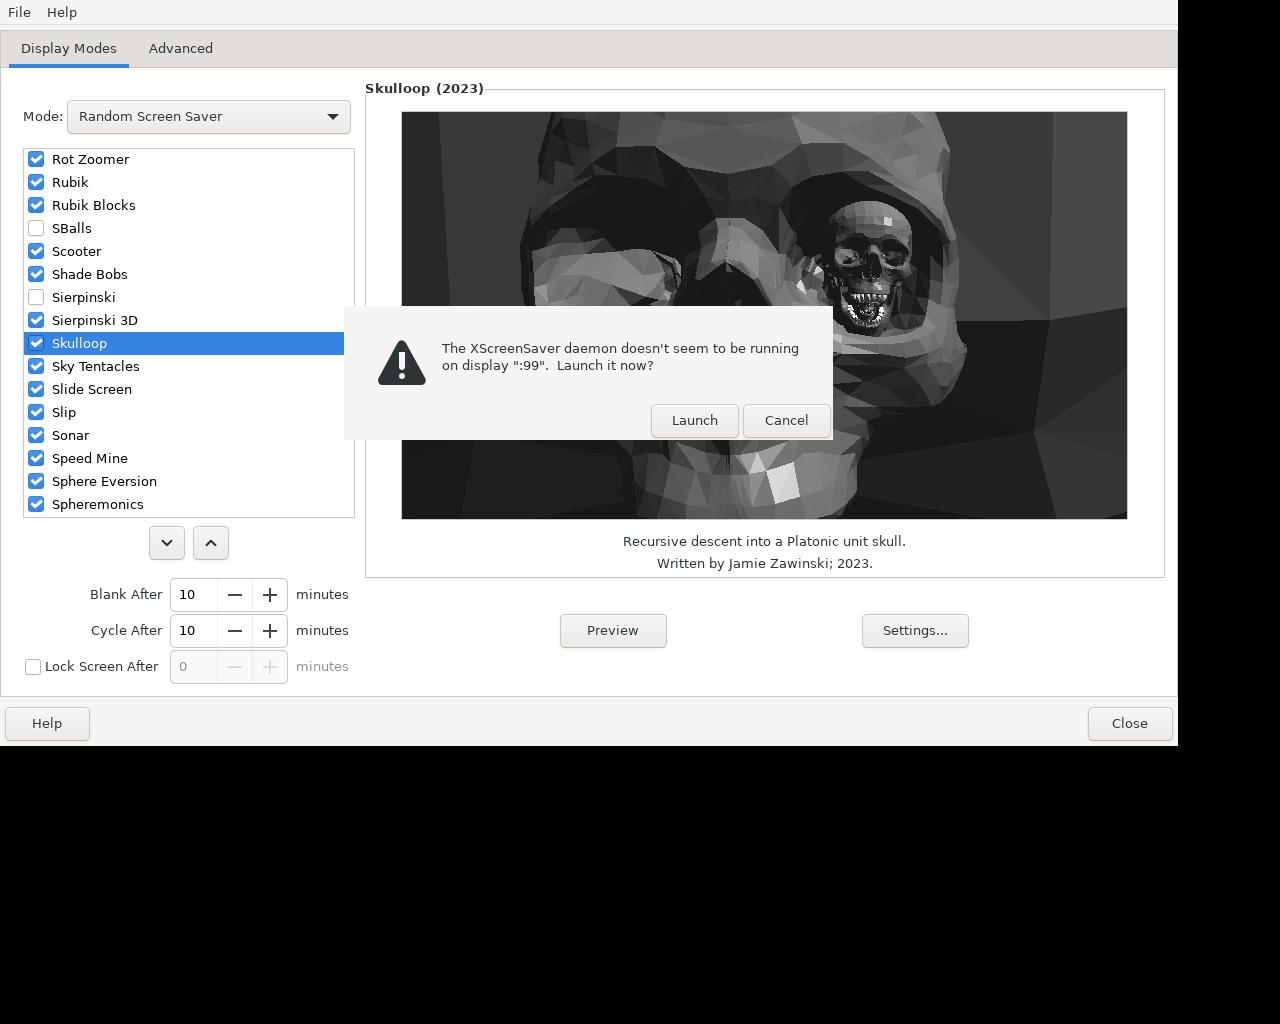 File Help
Display Modes Advanced
Mode: Random Screen Saver
Rot Zoomer
Rubik
Rubik Blocks
SBalls
Scooter
Shade Bobs
Sierpinski
Sierpinski 3D
Skulloop
Sky Tentacles
Slide Screen
Slip
Sonar
Speed Mine
Sphere Eversion
Spheremonics
Blank After 10 minutes
Cycle After 10 minutes
Lock Screen After 0 minutes
Skulloop (2023)
The XScreenSaver daemon doesn't seem to be running
on display ":99".  Launch it now?
Launch Cancel
Recursive descent into a Platonic unit skull.
Written by Jamie Zawinski; 2023.
Preview Settings...
Help Close